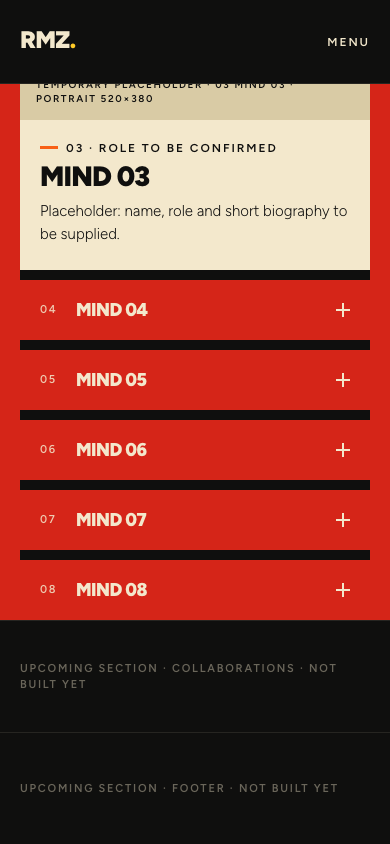 RMZ.
MENU
TEMPORARY PLACEHOLDER · 03 MIND 03 ·
PORTRAIT 520×380
03 · ROLE TO BE CONFIRMED
MIND 03
Placeholder: name, role and short biography to
be supplied.
04 MIND 04
05 MIND 05
06 MIND 06
07 MIND 07
08 MIND 08
UPCOMING SECTION · COLLABORATIONS · NOT
BUILT YET
UPCOMING SECTION · FOOTER · NOT BUILT YET